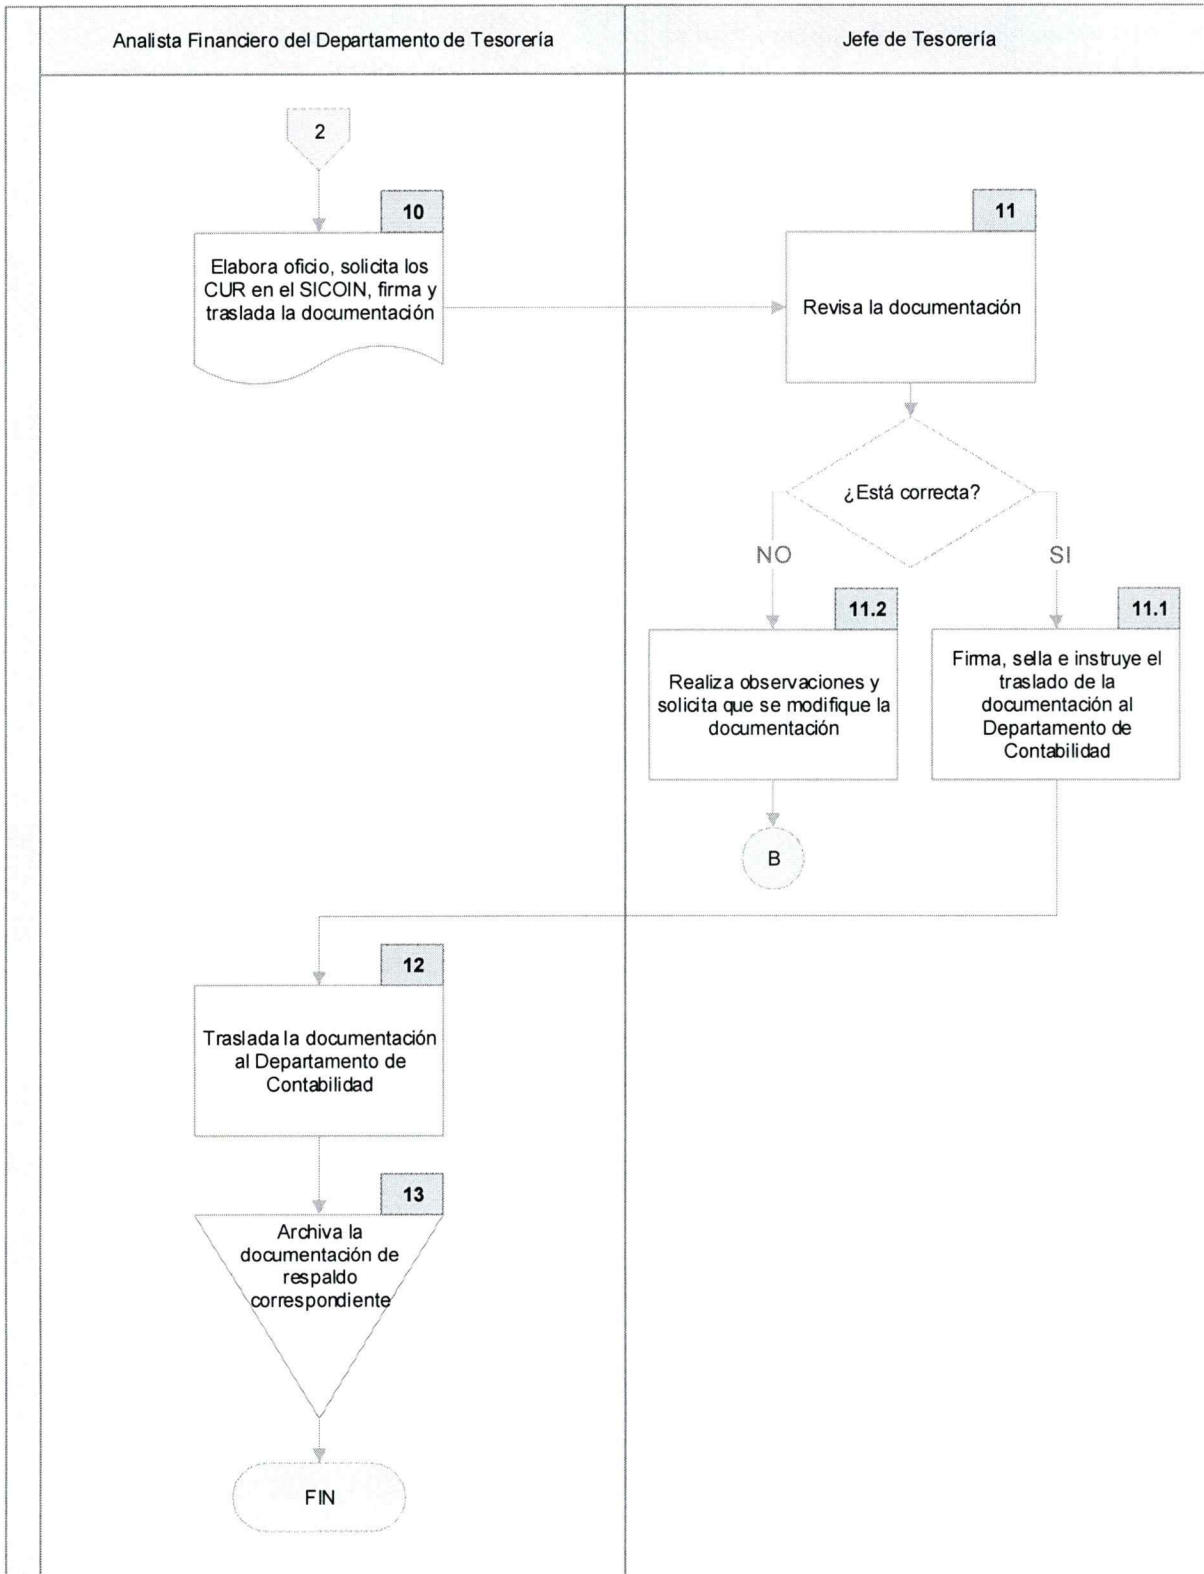 Analista Financiero del Departamento de Tesorería
Jefe de Tesorería
2
10
Elabora oficio, solicita los
CUR en el SICOIN, firma y
traslada la documentación
11
Revisa la documentación
¿Está correcta?
NO
SI
11.2
Realiza observaciones y
solicita que se modifique la
documentación
11.1
Firma, sella e instruye el
traslado de la
documentación al
Departamento de
Contabilidad
B
12
Traslada la documentación
al Departamento de
Contabilidad
13
Archiva la
documentación de
respaldo
correspondiente
FIN